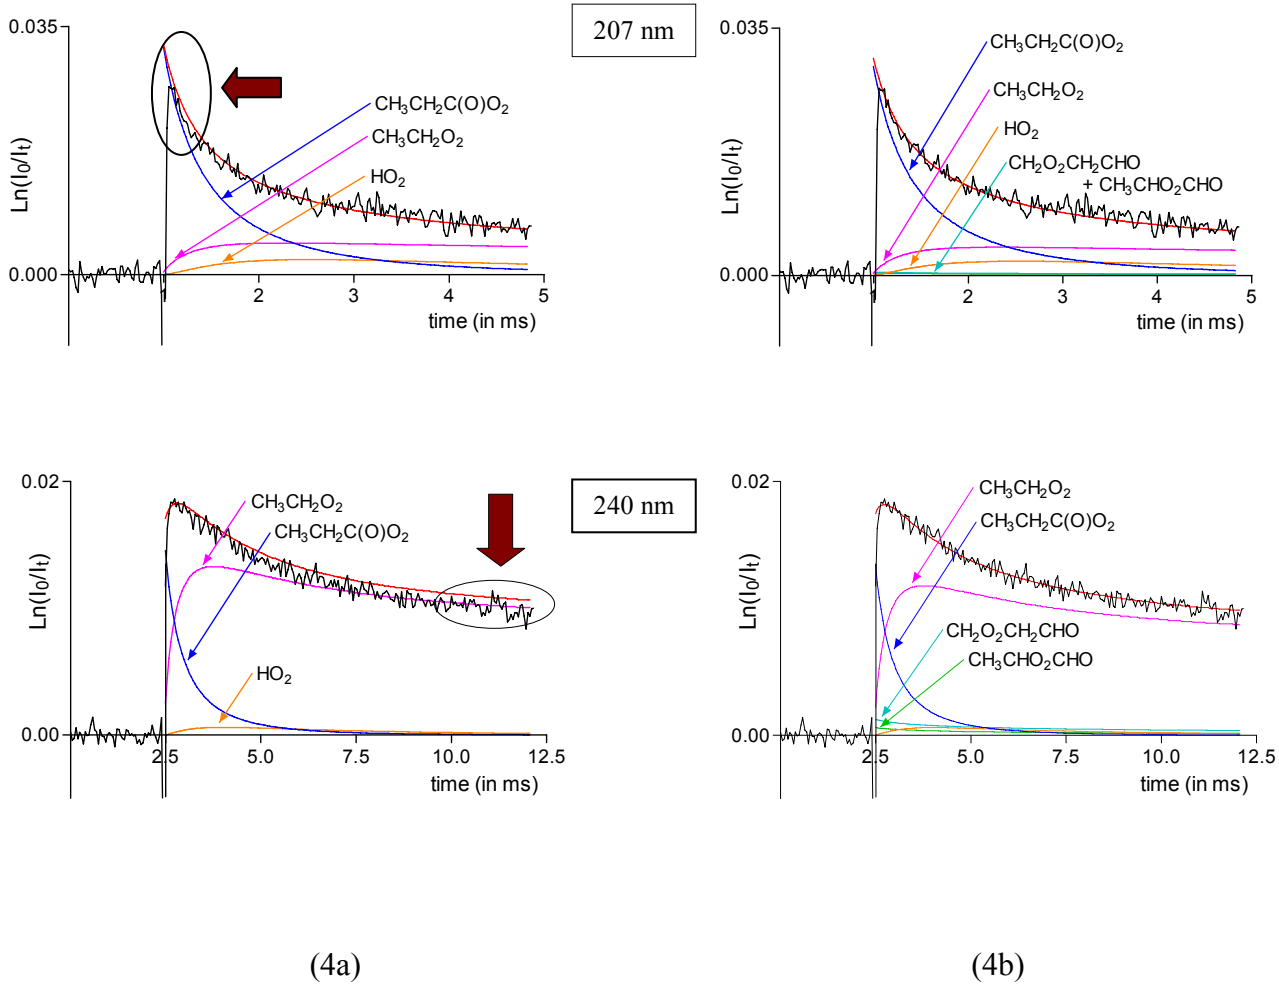 207 nm
0.035
Ln(I₀/Iₜ)
0.000
CH₃CH₂C(O)O₂
CH₃CH₂O₂
HO₂
2 3 4 5
time (in ms)
0.035
Ln(I₀/Iₜ)
0.000
CH₃CH₂C(O)O₂
CH₃CH₂O₂
HO₂
CH₂O₂CH₂CHO
+ CH₃CHO₂CHO
2 3 4 5
time (in ms)
240 nm
0.02
Ln(I₀/Iₜ)
0.00
CH₃CH₂O₂
CH₃CH₂C(O)O₂
HO₂
2.5 5.0 7.5 10.0 12.5
time (in ms)
0.02
Ln(I₀/Iₜ)
0.00
CH₃CH₂O₂
CH₃CH₂C(O)O₂
CH₂O₂CH₂CHO
CH₃CHO₂CHO
2.5 5.0 7.5 10.0 12.5
time (in ms)
(4a)
(4b)